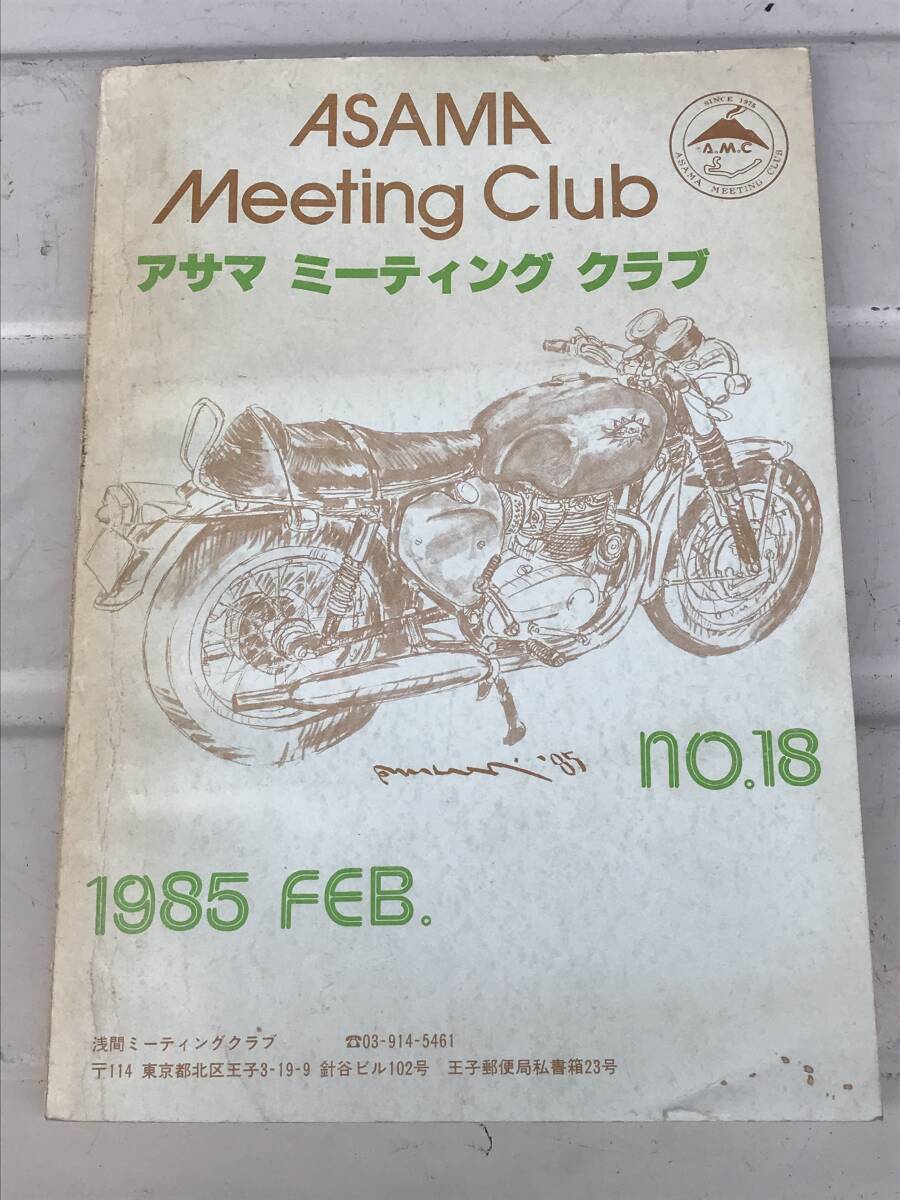 ASAMA
Meeting Club
SINCE 1978
A.M.C
ASAMA MEETING CLUB
アサマ ミーティング クラブ
'85
NO.18
1985 FEB.
浅間ミーティングクラブ ☎03-914-5461
〒114 東京都北区王子3-19-9 針谷ビル102号 王子郵便局私書箱23号